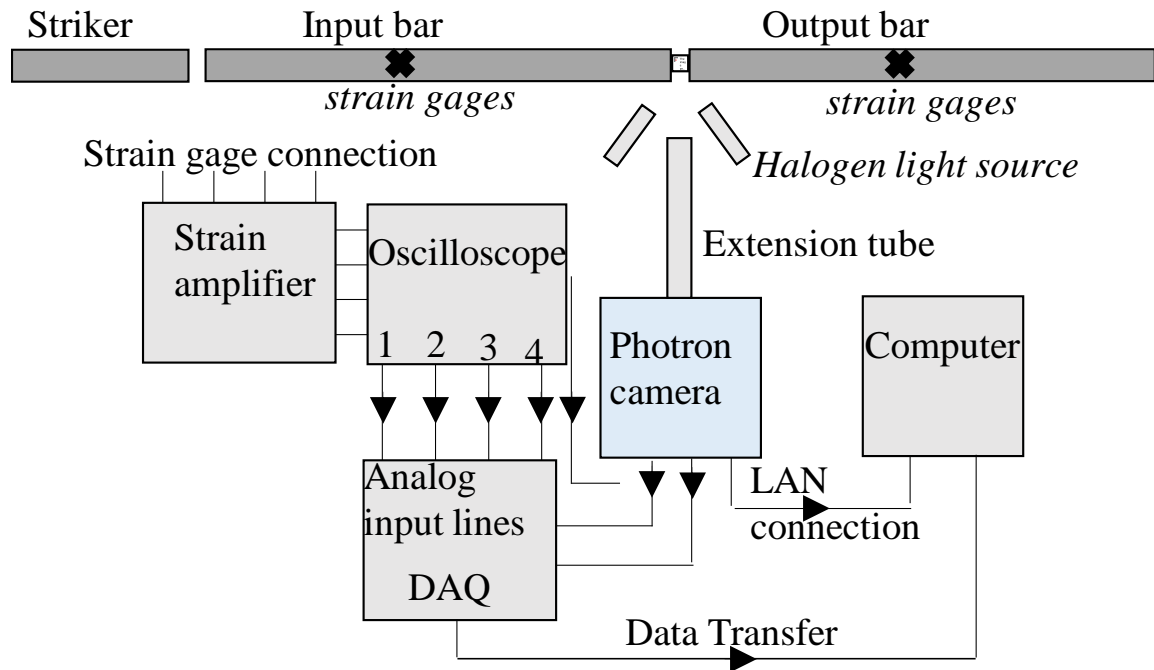 Striker
Input bar
Output bar
strain gages
strain gages
Strain gage connection
Halogen light source
Strain
amplifier
Oscilloscope
1 2 3 4
Extension tube
Photron
camera
Computer
Analog
input lines
DAQ
LAN
connection
Data Transfer